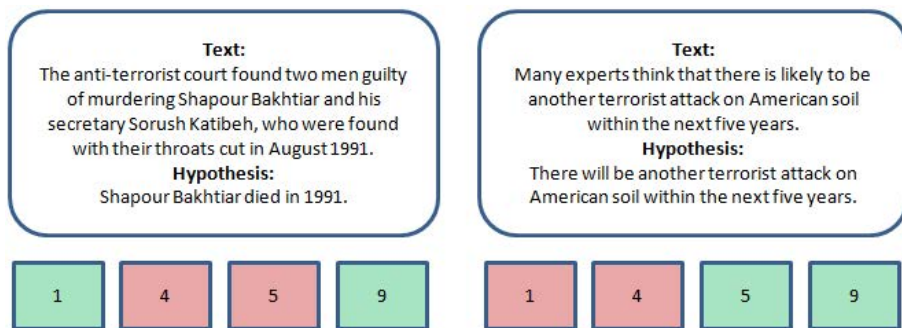 Text:
The anti-terrorist court found two men guilty
of murdering Shapour Bakhtiar and his
secretary Sorush Katibeh, who were found
with their throats cut in August 1991.
Hypothesis:
Shapour Bakhtiar died in 1991.
1 4 5 9
Text:
Many experts think that there is likely to be
another terrorist attack on American soil
within the next five years.
Hypothesis:
There will be another terrorist attack on
American soil within the next five years.
1 4 5 9